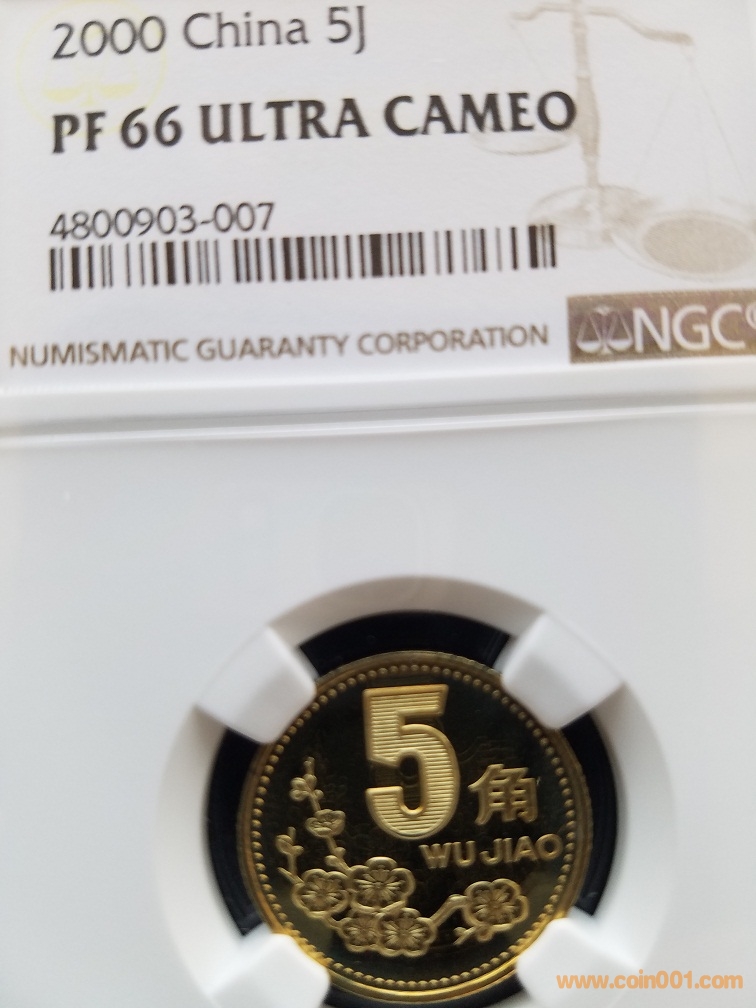 2000 China 5J
PF 66 ULTRA CAMEO
4800903-007
NUMISMATIC GUARANTY CORPORATION
NGC
5角
WU JIAO
www.coin001.com